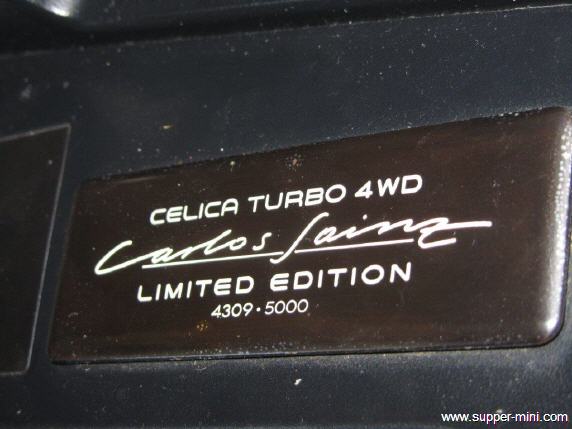 CELICA TURBO 4WD
Carlos Sainz
LIMITED EDITION
4309·5000
www.supper-mini.com